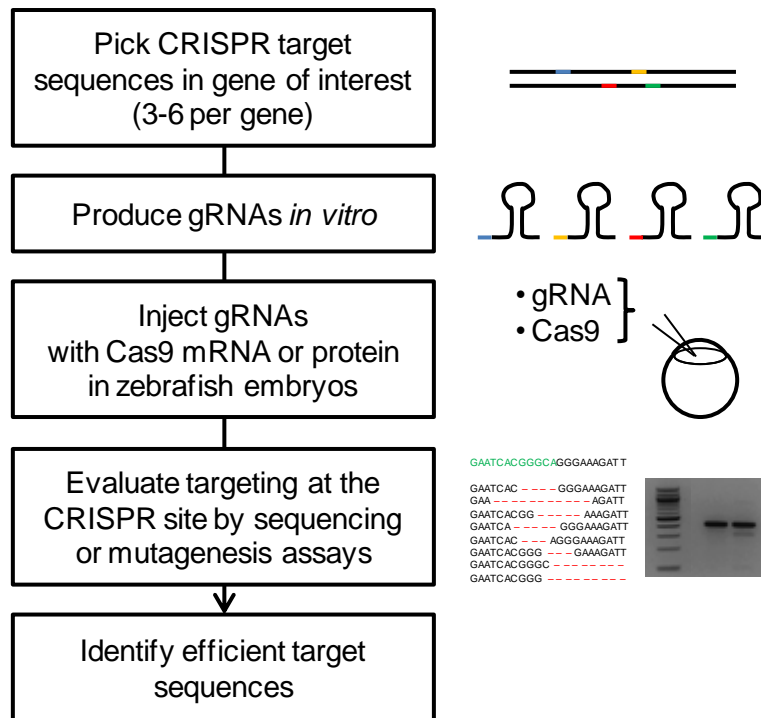 Pick CRISPR target
sequences in gene of interest
(3-6 per gene)
Produce gRNAs in vitro
Inject gRNAs
with Cas9 mRNA or protein
in zebrafish embryos
• gRNA
• Cas9
Evaluate targeting at the
CRISPR site by sequencing
or mutagenesis assays
GAATCACGGGCAGGGAAAGATT
GAATCAC – – – – GGGAAAGATT
GAA – – – – – – – – – – AGATT
GAATCACGG – – – – – AAAGATT
GAATCA – – – – – GGGAAAGATT
GAATCAC – – – AGGGAAAGATT
GAATCACGGG – – – GAAAGATT
GAATCACGGGC – – – – – – – – –
GAATCACGGG – – – – – – – – – –
Identify efficient target
sequences